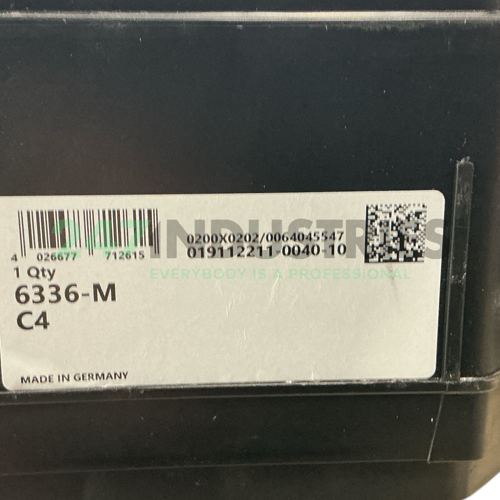 0200X0202/0064045547
019112211-0040-10
4 026677 712615
1 Qty
6336-M
C4
MADE IN GERMANY
247 INDUSTRIES
EVERYBODY IS A PROFESSIONAL